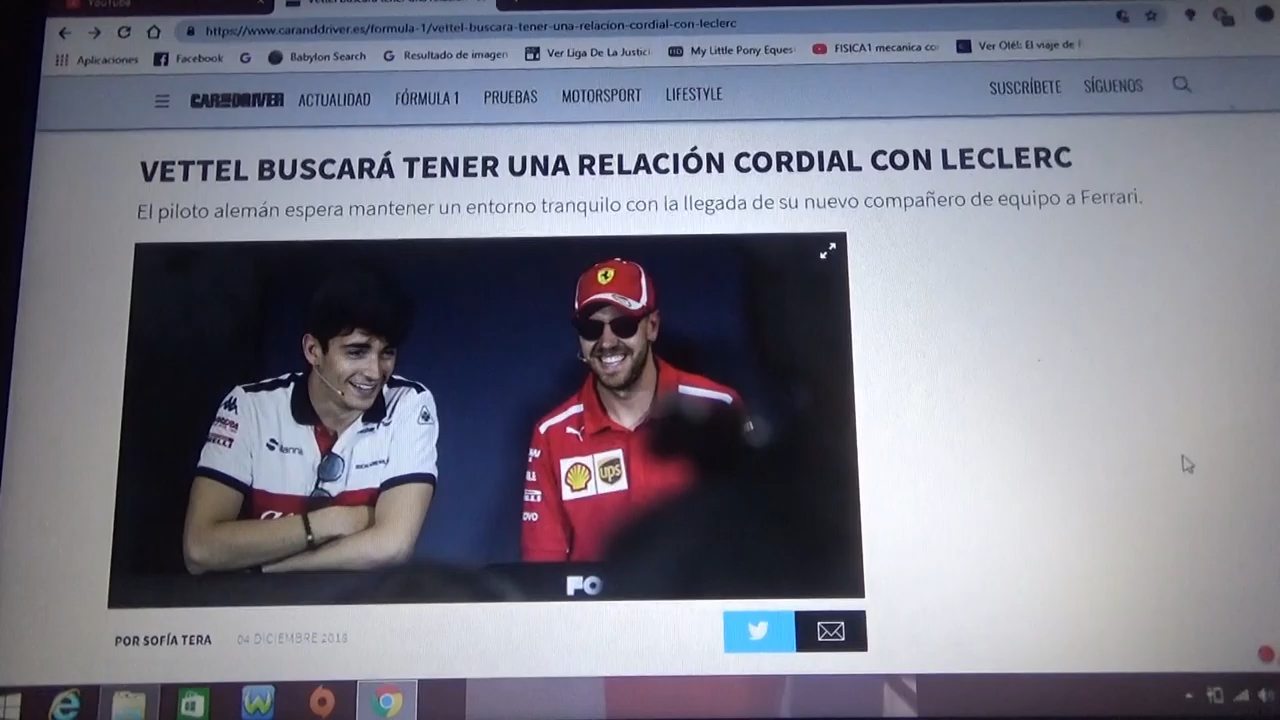 YouTube
https://www.caranddriver.es/formula-1/vettel-buscara-tener-una-relacion-cordial-con-leclerc
Aplicaciones Facebook Babylon Search Resultado de imagen Ver Liga De La Justici My Little Pony Eques FISICA1 mecanica co Ver Olé!: El viaje de
CAR AND DRIVER ACTUALIDAD FÓRMULA 1 PRUEBAS MOTORSPORT LIFESTYLE SUSCRÍBETE SÍGUENOS
VETTEL BUSCARÁ TENER UNA RELACIÓN CORDIAL CON LECLERC
El piloto alemán espera mantener un entorno tranquilo con la llegada de su nuevo compañero de equipo a Ferrari.
ups
POR SOFÍA TERA 04 DICIEMBRE 2018